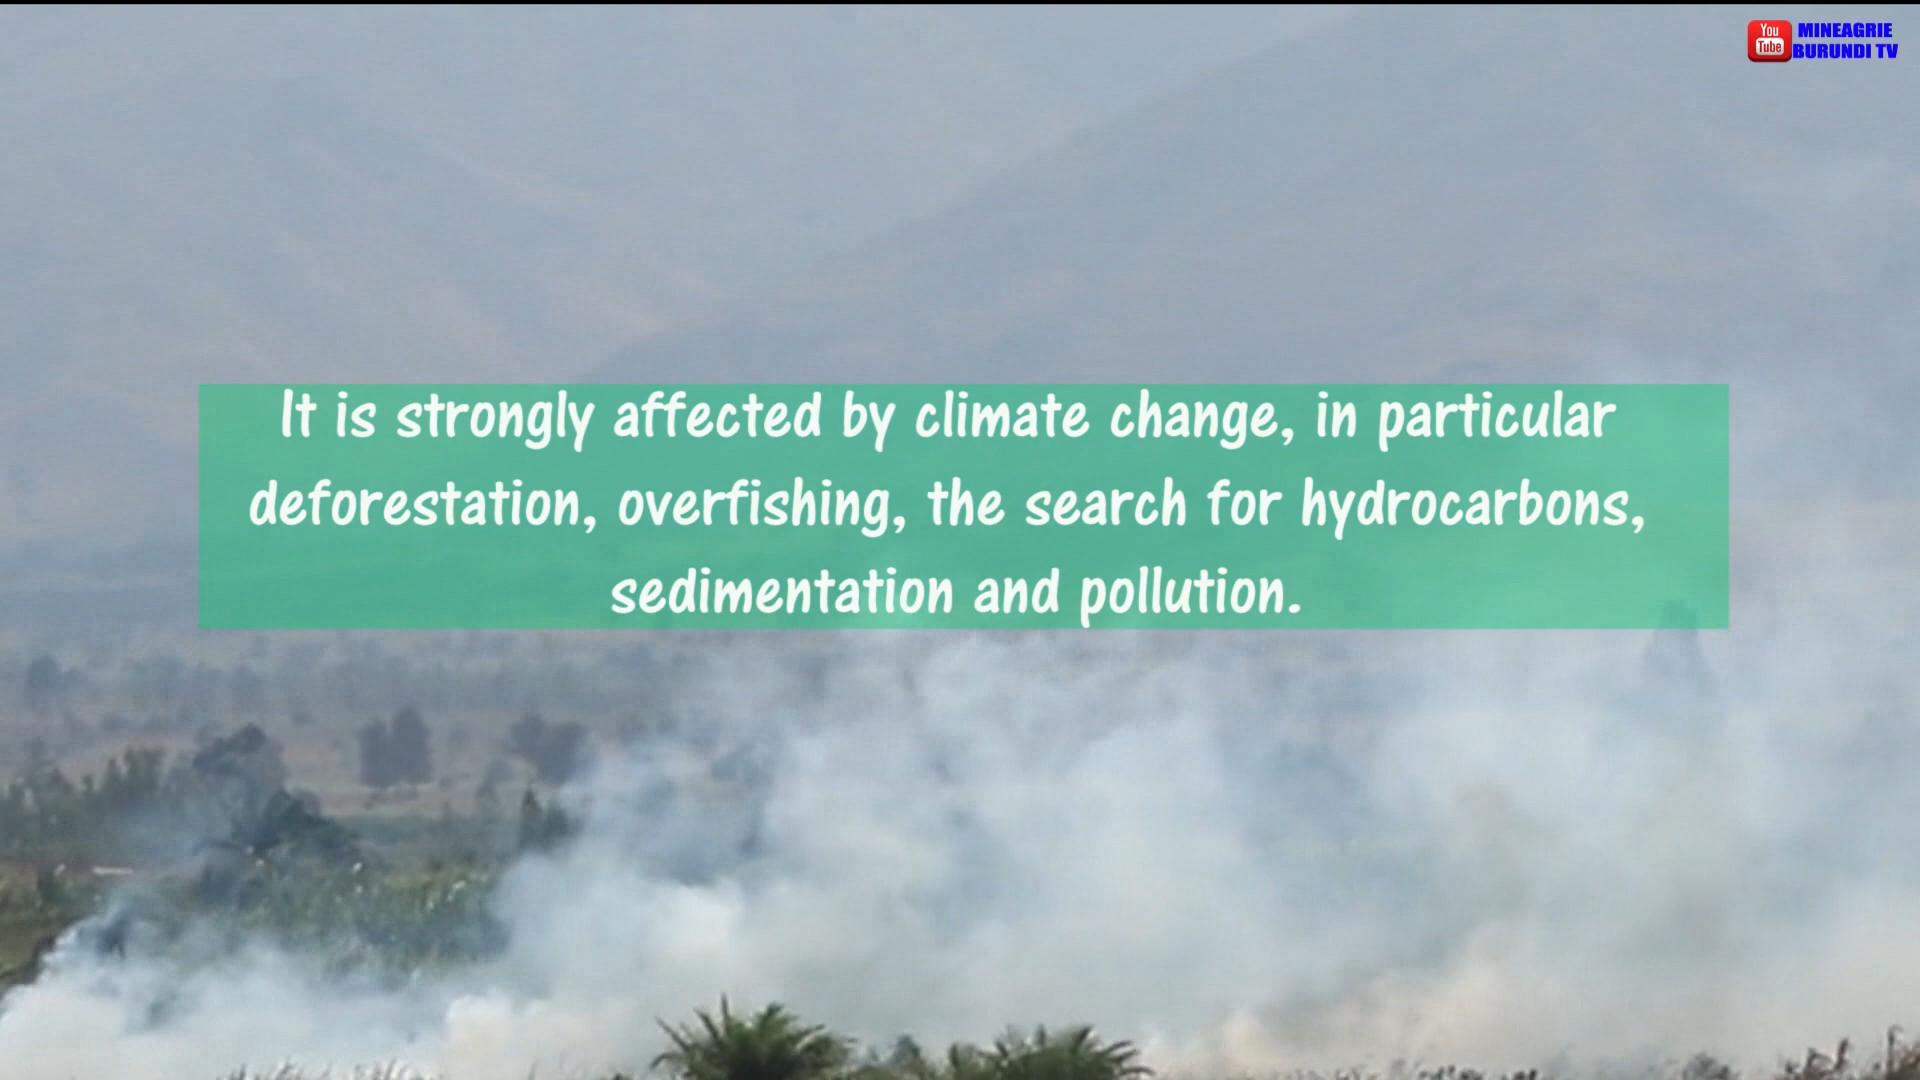 You
Tube
MINEAGRIE
BURUNDI TV
It is strongly affected by climate change, in particular
deforestation, overfishing, the search for hydrocarbons,
sedimentation and pollution.